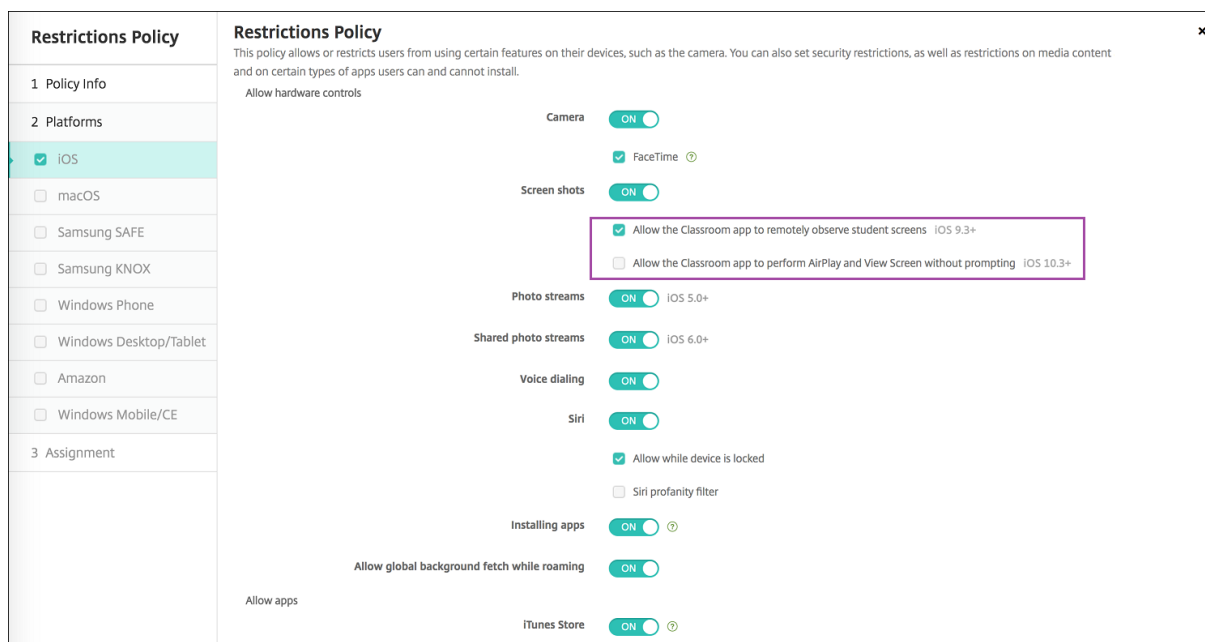 Restrictions Policy
1 Policy Info
2 Platforms
iOS
macOS
Samsung SAFE
Samsung KNOX
Windows Phone
Windows Desktop/Tablet
Amazon
Windows Mobile/CE
3 Assignment
Restrictions Policy
This policy allows or restricts users from using certain features on their devices, such as the camera. You can also set security restrictions, as well as restrictions on media content
and on certain types of apps users can and cannot install.
Allow hardware controls
Camera ON
FaceTime ?
Screen shots ON
Allow the Classroom app to remotely observe student screens iOS 9.3+
Allow the Classroom app to perform AirPlay and View Screen without prompting iOS 10.3+
Photo streams ON iOS 5.0+
Shared photo streams ON iOS 6.0+
Voice dialing ON
Siri ON
Allow while device is locked
Siri profanity filter
Installing apps ON ?
Allow global background fetch while roaming ON
Allow apps
iTunes Store ON ?